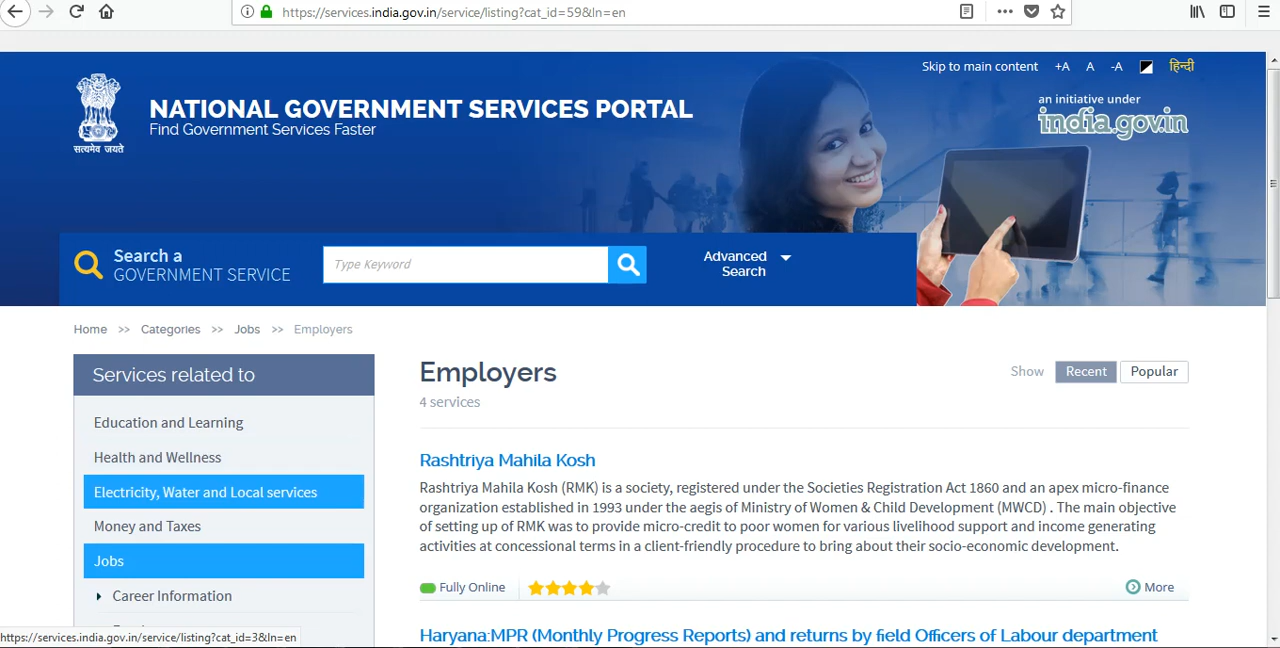 https://services.india.gov.in/service/listing?cat_id=59&ln=en
Skip to main content +A A -A हिन्दी
an initiative under
india.gov.in
NATIONAL GOVERNMENT SERVICES PORTAL
Find Government Services Faster
सत्यमेव जयते
Search a
GOVERNMENT SERVICE
Type Keyword
Advanced
Search
Home >> Categories >> Jobs >> Employers
Services related to
Education and Learning
Health and Wellness
Electricity, Water and Local services
Money and Taxes
Jobs
Career Information
Employers
Show Recent Popular
4 services
Rashtriya Mahila Kosh
Rashtriya Mahila Kosh (RMK) is a society, registered under the Societies Registration Act 1860 and an apex micro-finance
organization established in 1993 under the aegis of Ministry of Women & Child Development (MWCD) . The main objective
of setting up of RMK was to provide micro-credit to poor women for various livelihood support and income generating
activities at concessional terms in a client-friendly procedure to bring about their socio-economic development.
Fully Online More
Haryana:MPR (Monthly Progress Reports) and returns by field Officers of Labour department
https://services.india.gov.in/service/listing?cat_id=3&ln=en